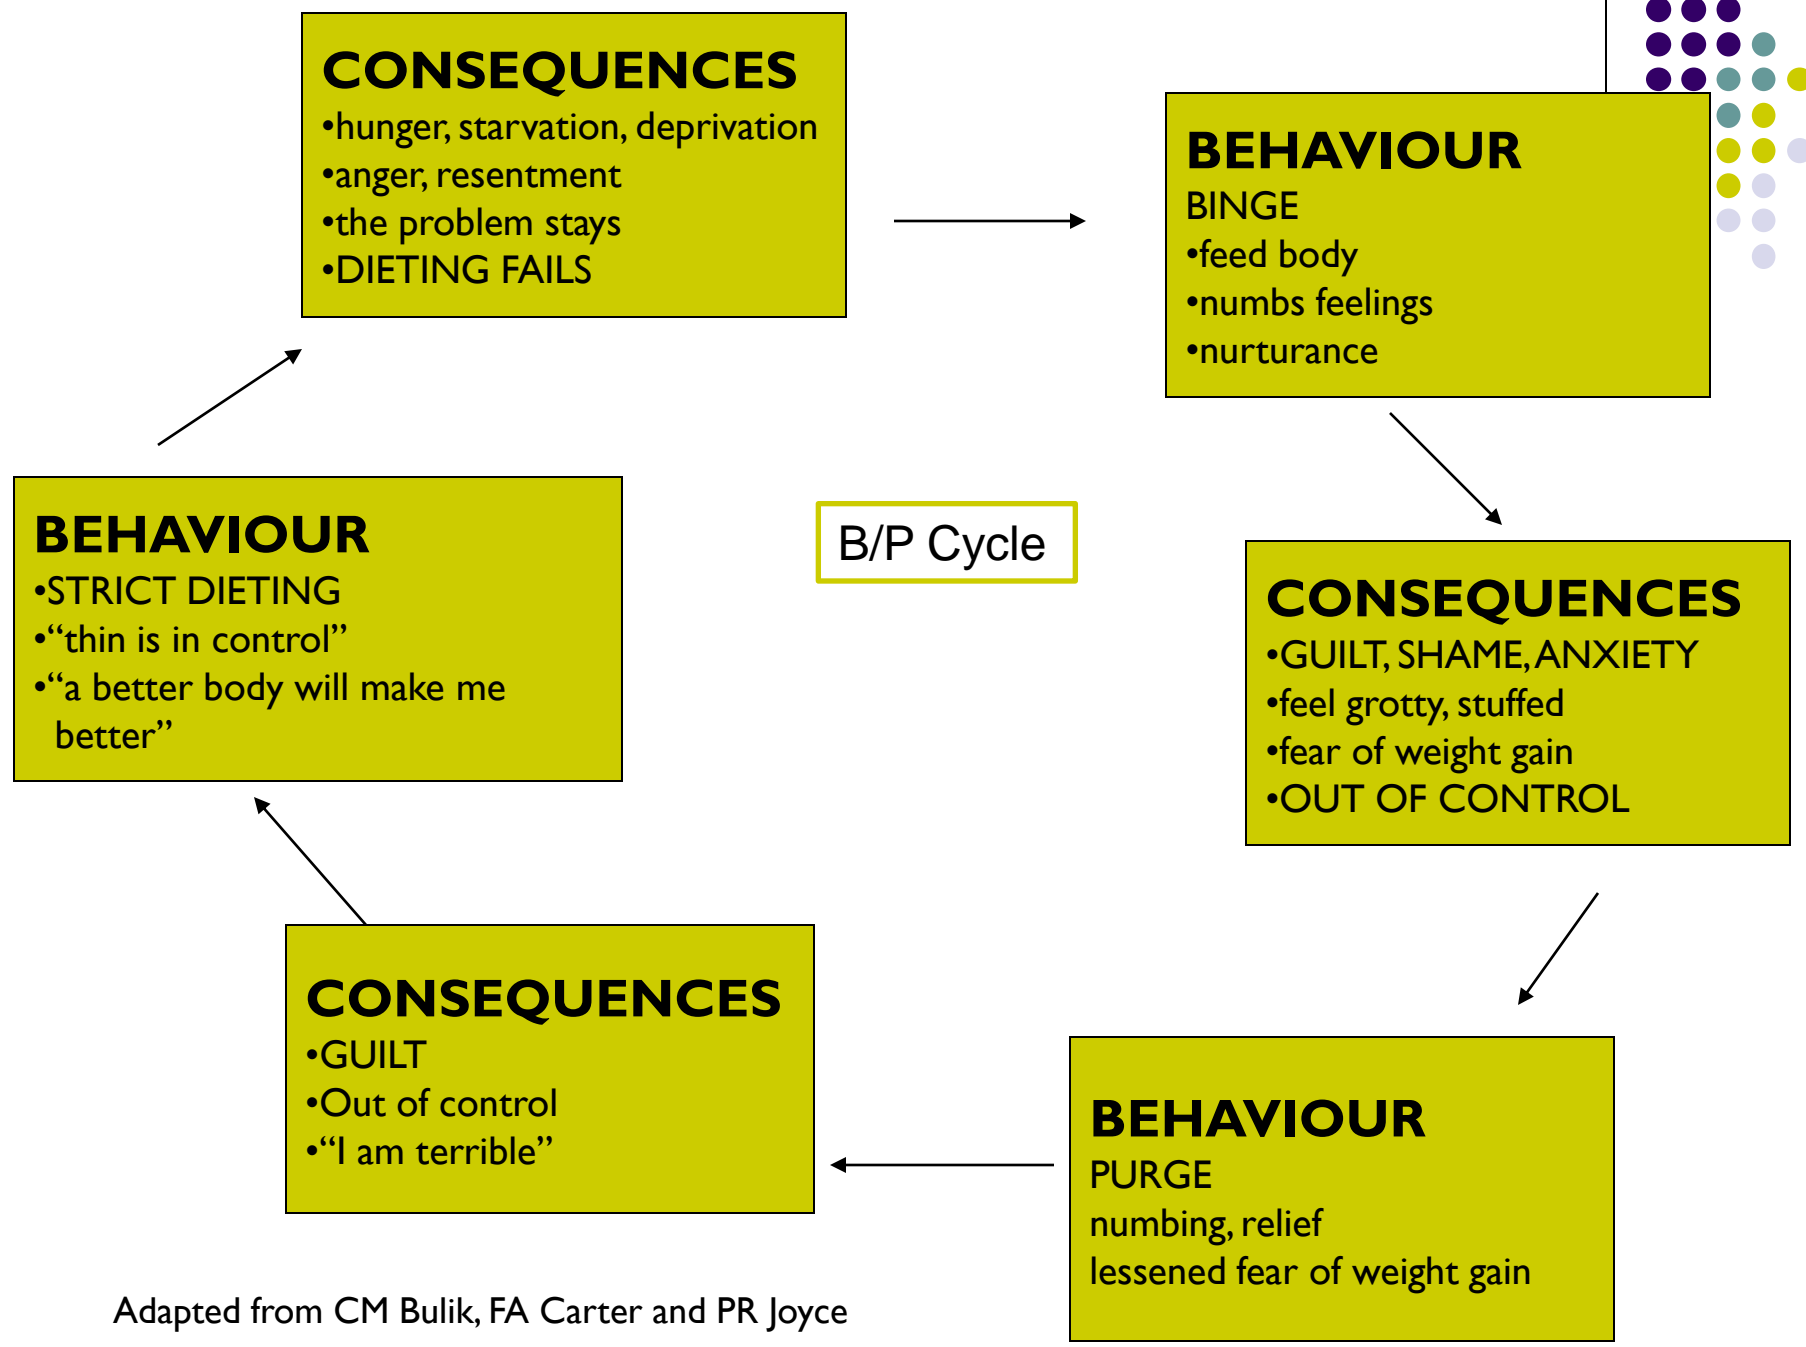 CONSEQUENCES
•hunger, starvation, deprivation
•anger, resentment
•the problem stays
•DIETING FAILS
BEHAVIOUR
BINGE
•feed body
•numbs feelings
•nurturance
BEHAVIOUR
•STRICT DIETING
•“thin is in control”
•“a better body will make me
better”
B/P Cycle
CONSEQUENCES
•GUILT, SHAME, ANXIETY
•feel grotty, stuffed
•fear of weight gain
•OUT OF CONTROL
CONSEQUENCES
•GUILT
•Out of control
•“I am terrible”
BEHAVIOUR
PURGE
numbing, relief
lessened fear of weight gain
Adapted from CM Bulik, FA Carter and PR Joyce